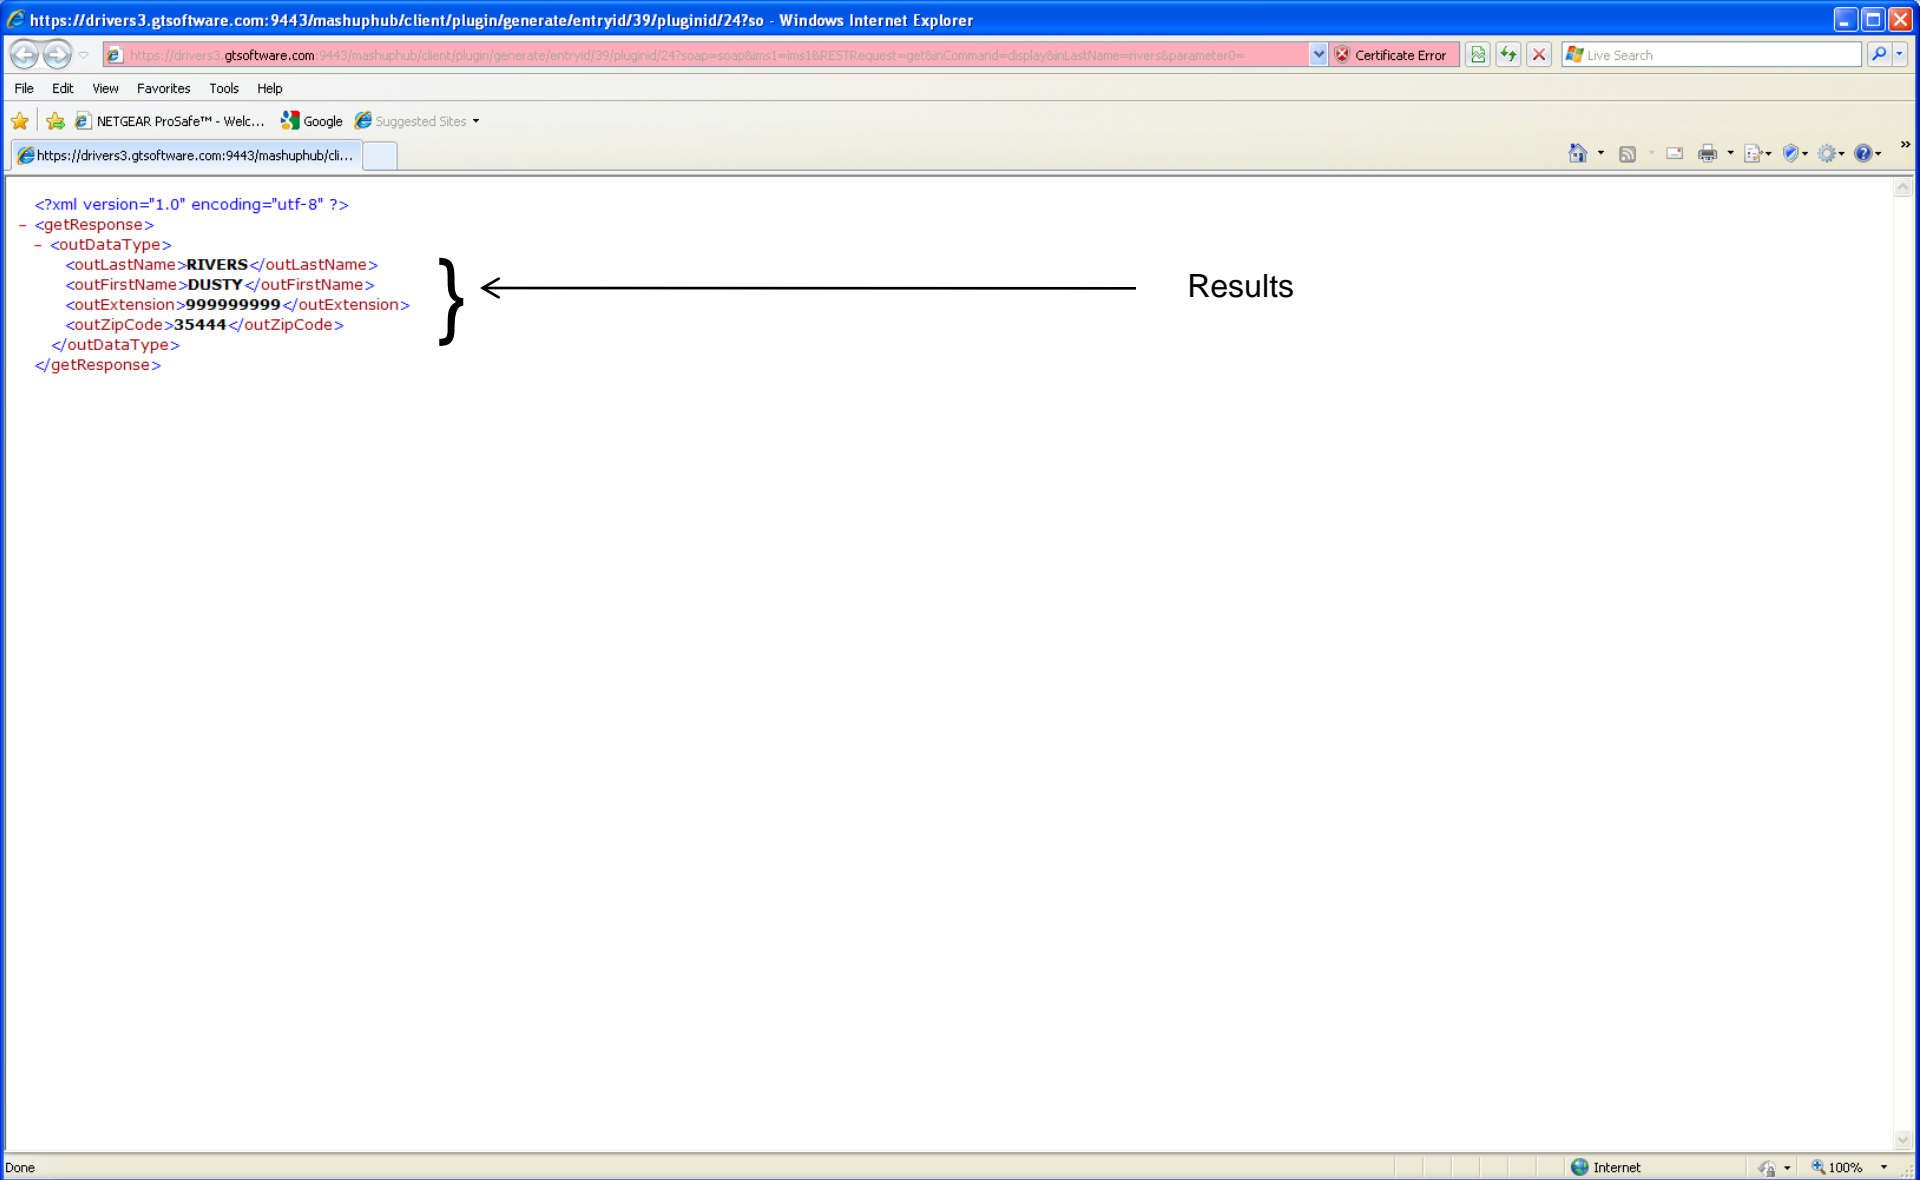 https://drivers3.gtsoftware.com:9443/mashuphub/client/plugin/generate/entryid/39/pluginid/24?so - Windows Internet Explorer
https://drivers3.gtsoftware.com:9443/mashuphub/client/plugin/generate/entryid/39/pluginid/24?soap=soap&ims1=ims1&RESTRequest=get&inCommand=display&inLastName=rivers&parameter0= Certificate Error Live Search
File Edit View Favorites Tools Help
NETGEAR ProSafe™ - Welc... Google Suggested Sites
https://drivers3.gtsoftware.com:9443/mashuphub/cli... »
<?xml version="1.0" encoding="utf-8" ?>
- <getResponse>
- <outDataType>
<outLastName>RIVERS</outLastName>
<outFirstName>DUSTY</outFirstName>
} Results
<outExtension>999999999</outExtension>
<outZipCode>35444</outZipCode>
</outDataType>
</getResponse>
Done Internet 100%